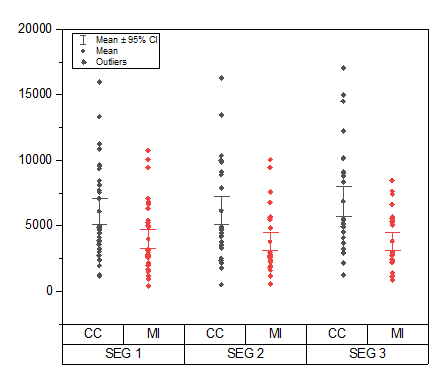 20000
Mean ± 95% CI
Mean
Outliers
15000
10000
5000
0
CC MI CC MI CC MI
SEG 1 SEG 2 SEG 3